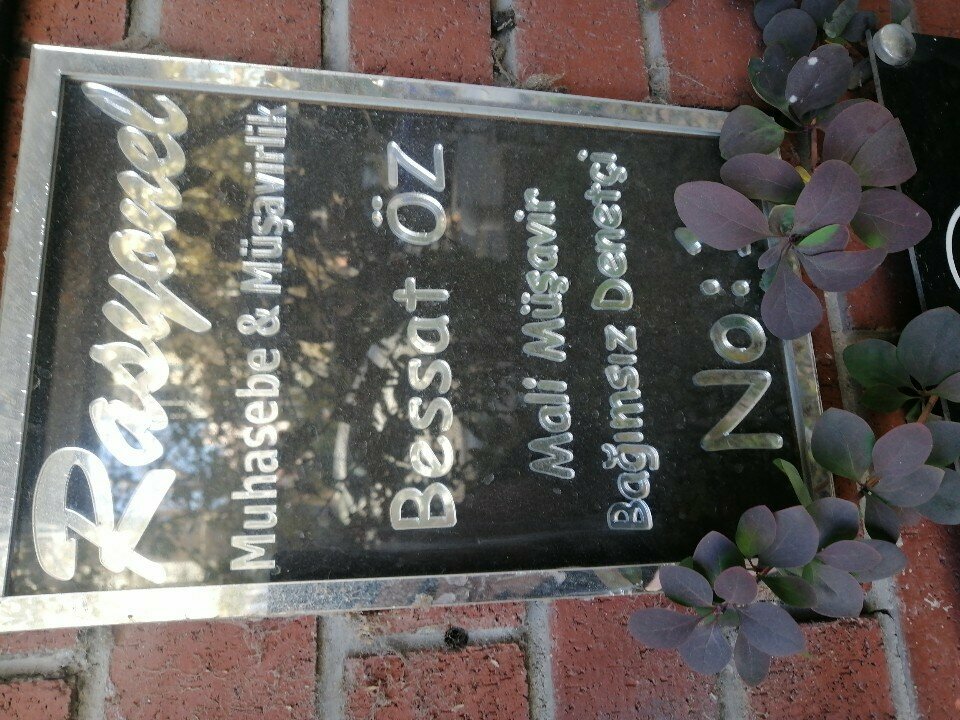 Rasyonel
Muhasebe & Müşavirlik
Bessat ÖZ
Mali Müşavir
Bağımsız Denetçi
No: